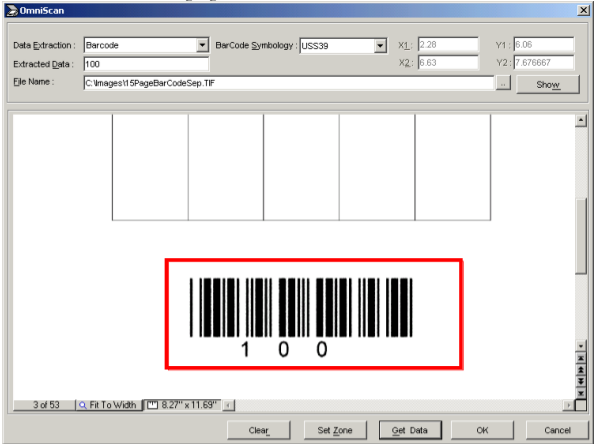 OmniScan
Data Extraction : Barcode BarCode Symbology : USS39 X1 : 2.28 Y1 : 6.06
Extracted Data : 100 X2 : 6.63 Y2 : 7.676667
File Name : C:\Images\15PageBarCodeSep.TIF .. Show
1 0 0
3 of 53 Fit To Width 8.27" x 11.69"
Clear Set Zone Get Data OK Cancel